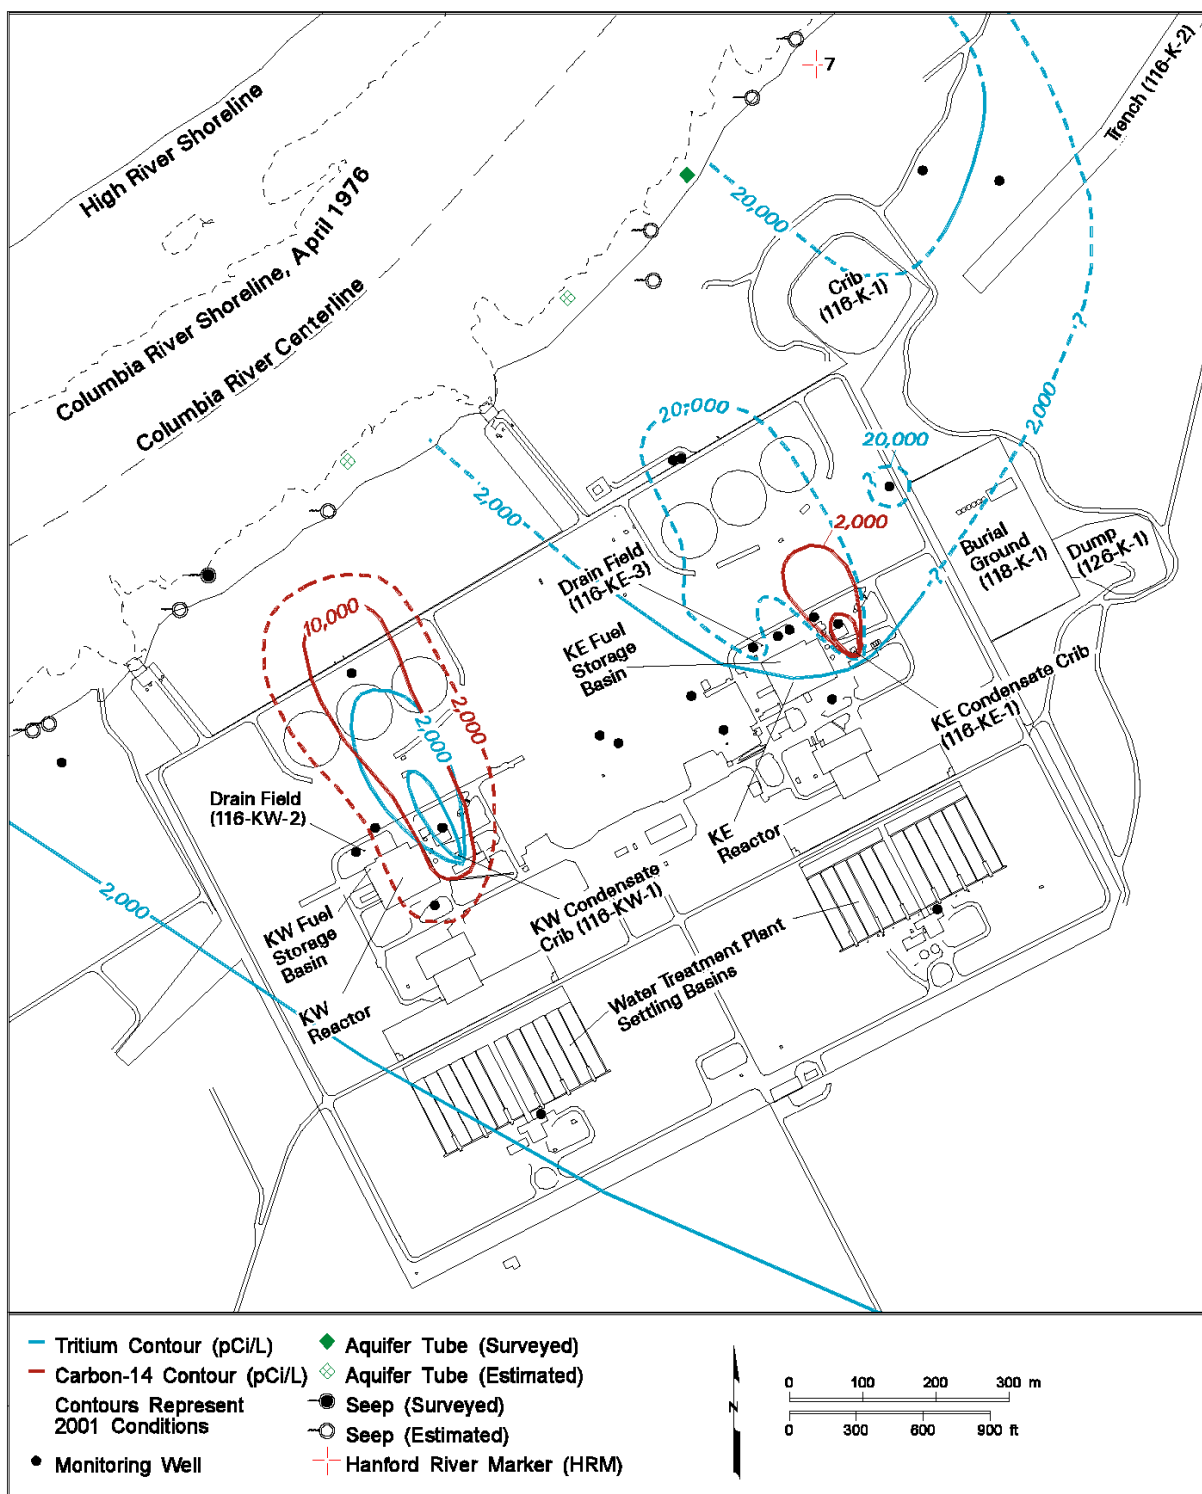 7
Trench (116-K-2)
High River Shoreline
Columbia River Shoreline, April 1976
Columbia River Centerline
20,000
Crib
(116-K-1)
?
2,000
20,000
20,000
?
2,000
2,000
?
Burial
Ground
(118-K-1)
Dump
(126-K-1)
Drain Field
(116-KE-3)
KE Fuel
Storage
Basin
10,000
2,000
2,000
KE Condensate Crib
(116-KE-1)
Drain Field
(116-KW-2)
KE
Reactor
2,000
KW Fuel
Storage
Basin
KW Condensate
Crib (116-KW-1)
KW
Reactor
Water Treatment Plant
Settling Basins
Tritium Contour (pCi/L)
Carbon-14 Contour (pCi/L)
Contours Represent
2001 Conditions
Monitoring Well
Aquifer Tube (Surveyed)
Aquifer Tube (Estimated)
Seep (Surveyed)
Seep (Estimated)
Hanford River Marker (HRM)
N
0 100 200 300 m
0 300 600 900 ft